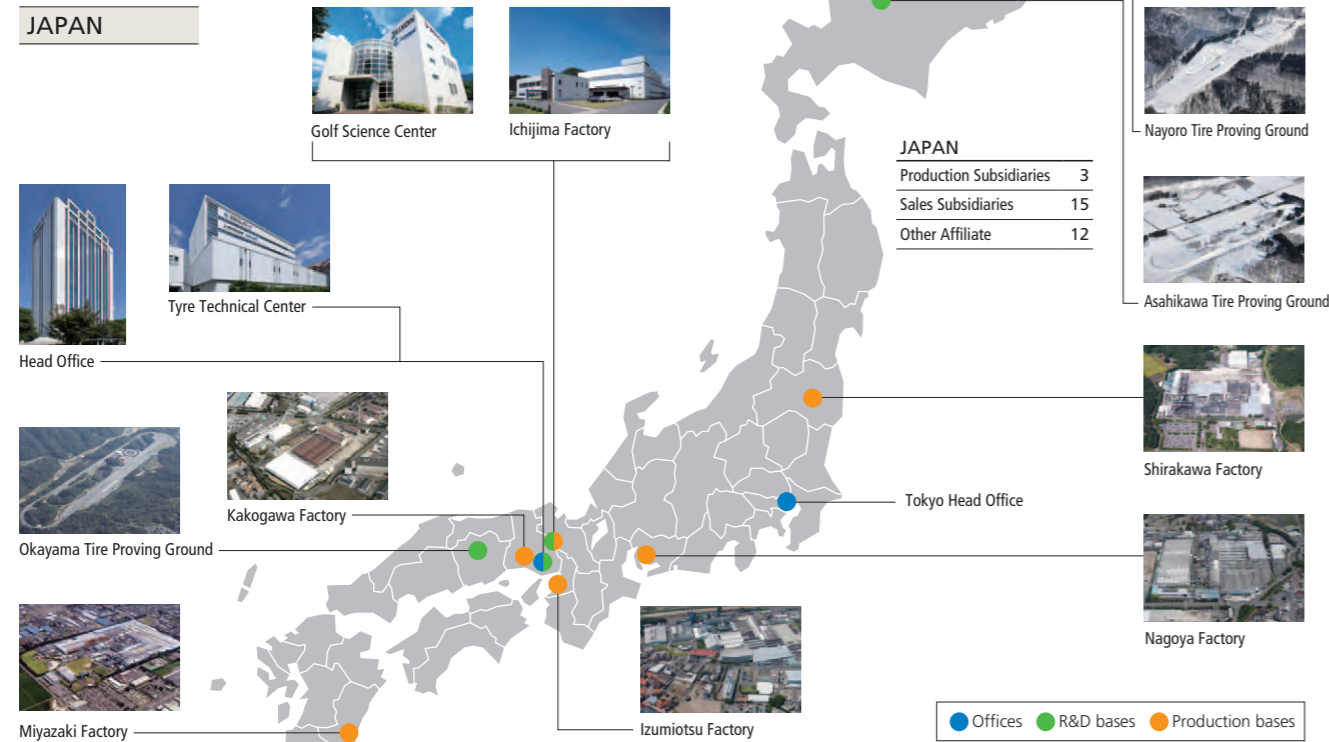 JAPAN
Golf Science Center
Ichijima Factory
Nayoro Tire Proving Ground
JAPAN
Production Subsidiaries 3
Sales Subsidiaries 15
Other Affiliate 12
Asahikawa Tire Proving Ground
Tyre Technical Center
Head Office
Shirakawa Factory
Kakogawa Factory
Tokyo Head Office
Okayama Tire Proving Ground
Nagoya Factory
Miyazaki Factory
Izumiotsu Factory
Offices R&D bases Production bases